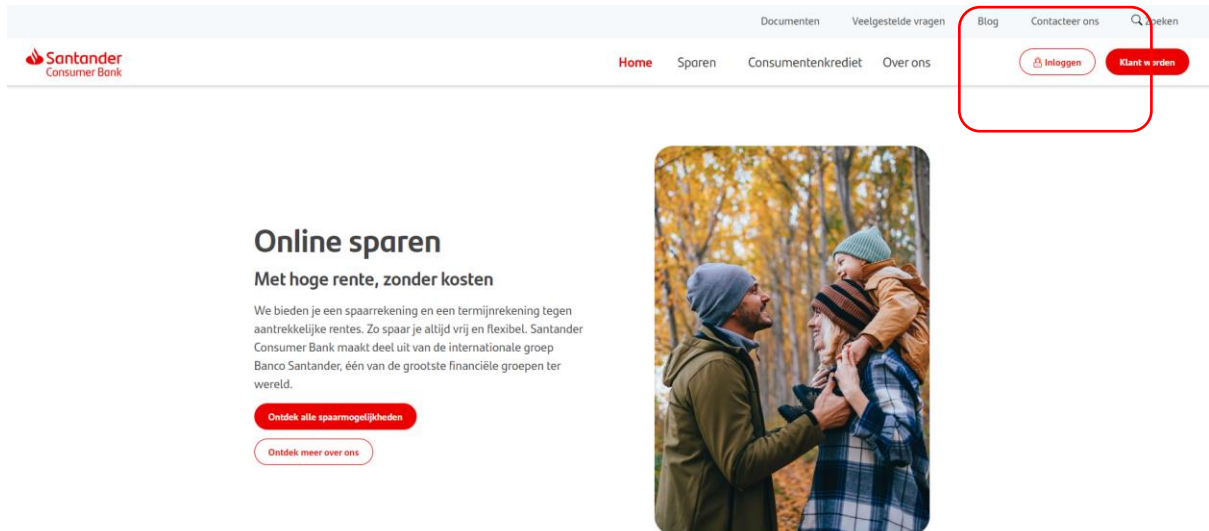 Documenten Veelgestelde vragen Blog Contacteer ons Zoeken
Santander
Consumer Bank
Home Sparen Consumentenkrediet Over ons Inloggen Klant worden
Online sparen
Met hoge rente, zonder kosten
We bieden je een spaarrekening en een termijnrekening tegen
aantrekkelijke rentes. Zo spaar je altijd vrij en flexibel. Santander
Consumer Bank maakt deel uit van de internationale groep
Banco Santander, één van de grootste financiële groepen ter
wereld.
Ontdek alle spaarmogelijkheden
Ontdek meer over ons